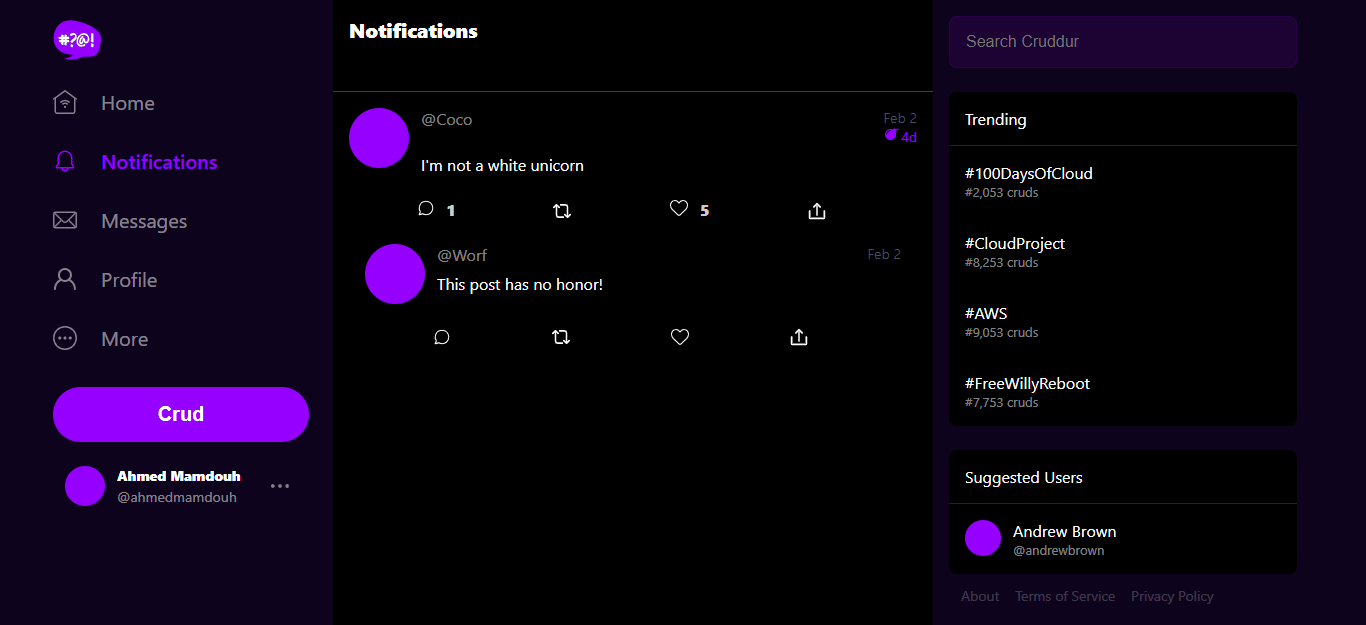 #?@!
Home
Notifications
Messages
Profile
More
Crud
Ahmed Mamdouh
@ahmedmamdouh
Notifications
@Coco
Feb 2
4d
I'm not a white unicorn
1
5
@Worf
Feb 2
This post has no honor!
Search Cruddur
Trending
#100DaysOfCloud
#2,053 cruds
#CloudProject
#8,253 cruds
#AWS
#9,053 cruds
#FreeWillyReboot
#7,753 cruds
Suggested Users
Andrew Brown
@andrewbrown
About Terms of Service Privacy Policy